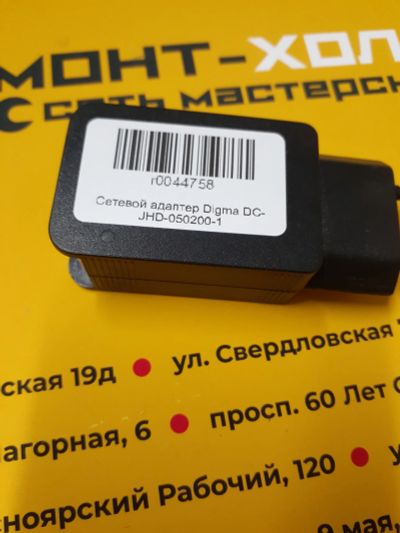 МОНТ-ХОЛ
сеть мастерс
r0044758
Сетевой адаптер Digma DC-
JHD-050200-1
ская 19д ● ул. Свердловская
агорная, 6 ● просп. 60 Лет
сноярский Рабочий, 120 ●
9 мая,